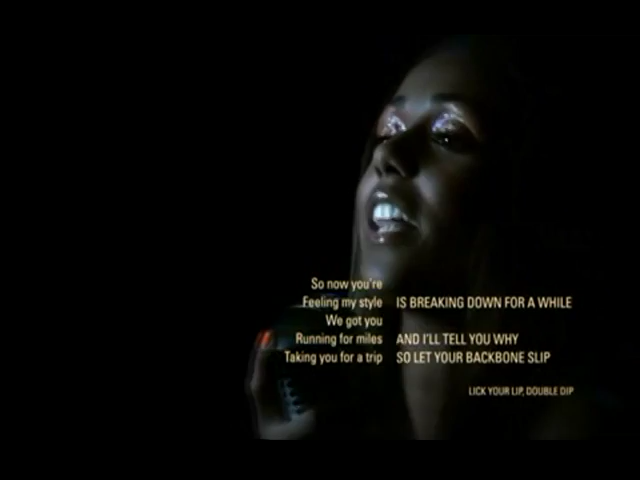 So now you're
Feeling my style IS BREAKING DOWN FOR A WHILE
We got you
Running for miles AND I'LL TELL YOU WHY
Taking you for a trip SO LET YOUR BACKBONE SLIP
LICK YOUR LIP, DOUBLE DIP